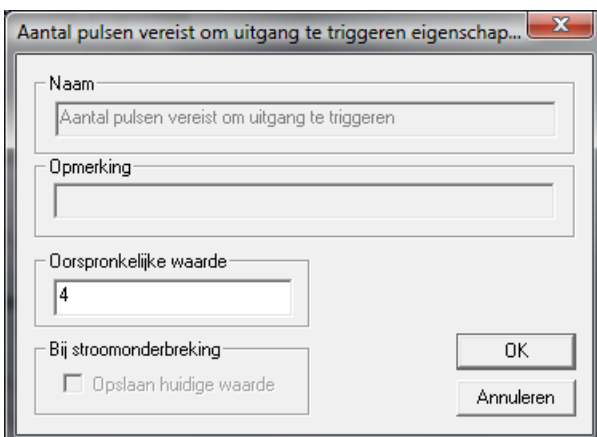 Aantal pulsen vereist om uitgang te triggeren eigenschap...
Naam
Aantal pulsen vereist om uitgang te triggeren
Opmerking
Oorspronkelijke waarde
4
Bij stroomonderbreking
Opslaan huidige waarde
OK
Annuleren